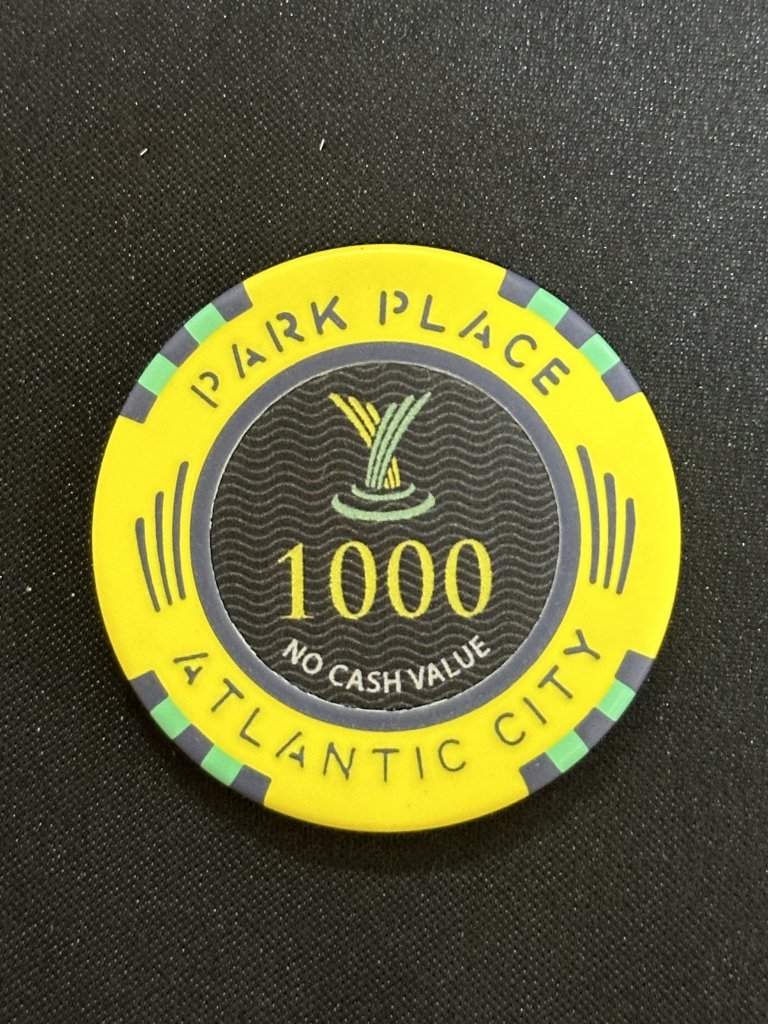 PARK PLACE
1000
NO CASH VALUE
ATLANTIC CITY